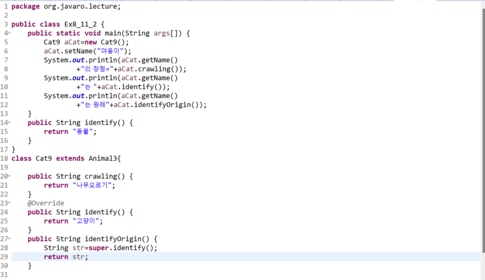 1 package org.javaro.lecture;
2
3 public class Ex8_11_2 {
4 public static void main(String args[]) {
5 Cat9 aCat=new Cat9();
6 aCat.setName("야옹이");
7 System.out.println(aCat.getName()
8 +"의 장점="+aCat.crawling());
9 System.out.println(aCat.getName()
10 +"는 "+aCat.identify());
11 System.out.println(aCat.getName()
12 +"는 원래"+aCat.identifyOrigin());
13 }
14 public String identify() {
15 return "동물";
16 }
17 }
18 class Cat9 extends Animal3{
19
20 public String crawling() {
21 return "나무오르기";
22 }
23 @Override
24 public String identify() {
25 return "고양이";
26 }
27 public String identifyOrigin() {
28 String str=super.identify();
29 return str;
30 }
31